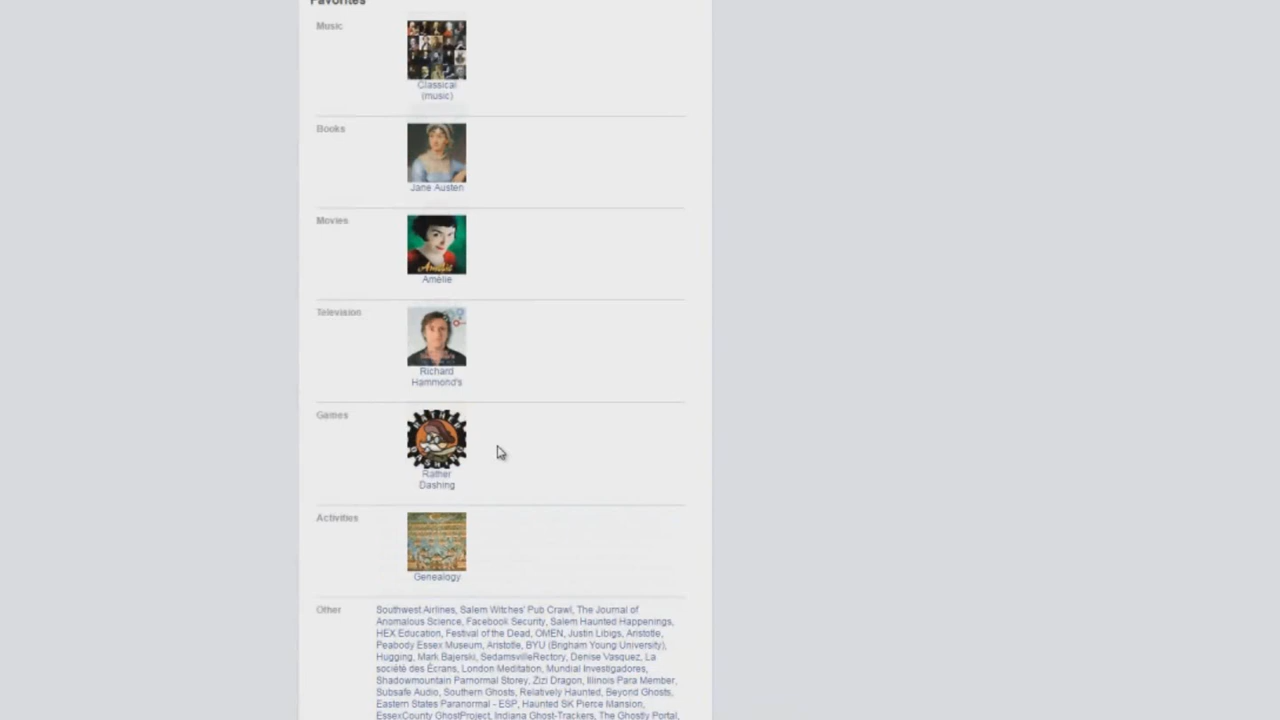 Favorites
Music
Classical
(music)
Books
Jane Austen
Movies
Amélie
Amélie
Television
Richard
Hammond's
Games
Rather
Dashing
Activities
Genealogy
Other
Southwest Airlines, Salem Witches' Pub Crawl, The Journal of
Anomalous Science, Facebook Security, Salem Haunted Happenings,
HEX Education, Festival of the Dead, OMEN, Justin Libigs, Aristotle,
Peabody Essex Museum, Aristotle, BYU (Brigham Young University),
Hugging, Mark Bajerski, SedamsvilleRectory, Denise Vasquez, La
société des Écrans, London Meditation, Mundial Investigadores,
Shadowmountain Parnormal Storey, Zizi Dragon, Illinois Para Member,
Subsafe Audio, Southern Ghosts, Relatively Haunted, Beyond Ghosts,
Eastern States Paranormal - ESP, Haunted SK Pierce Mansion,
EssexCounty GhostProject, Indiana Ghost-Trackers, The Ghostly Portal,